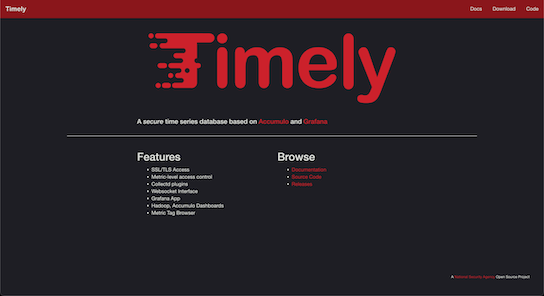 Timely Docs Download Code
Timely
A secure time series database based on Accumulo and Grafana
Features
SSL/TLS Access
Metric-level access control
Collectd plugins
Websocket Interface
Grafana App
Hadoop, Accumulo Dashboards
Metric Tag Browser
Browse
Documentation
Source Code
Releases
A National Security Agency Open Source Project